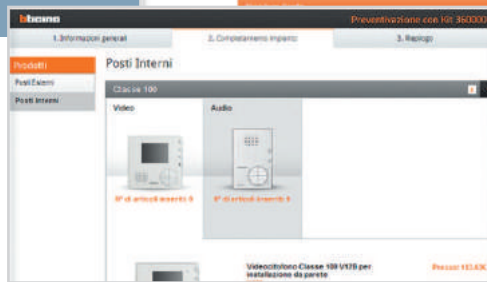 bticino
Preventivazione con Kit 360000
1. Informazioni generali
2. Completamento impianto
3. Riepilogo
Prodotti
Posti Interni
Posti Esterni
Classe 100
Posti Interni
Video
Audio
N° di articoli inseriti 0
N° di articoli inseriti 0
Videocitofono Classe 100 V12B per
installazione da parete